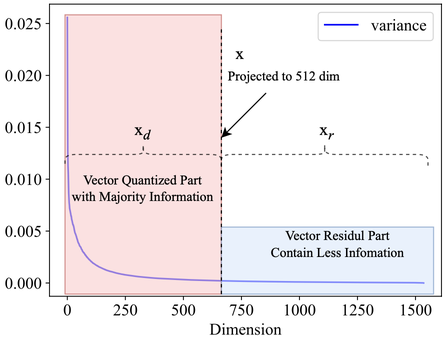 0.025
0.020
0.015
0.010
0.005
0.000
variance
x
Projected to 512 dim
x_d
x_r
Vector Quantized Part
with Majority Information
Vector Residul Part
Contain Less Infomation
0
250
500
750
1000
1250
1500
Dimension